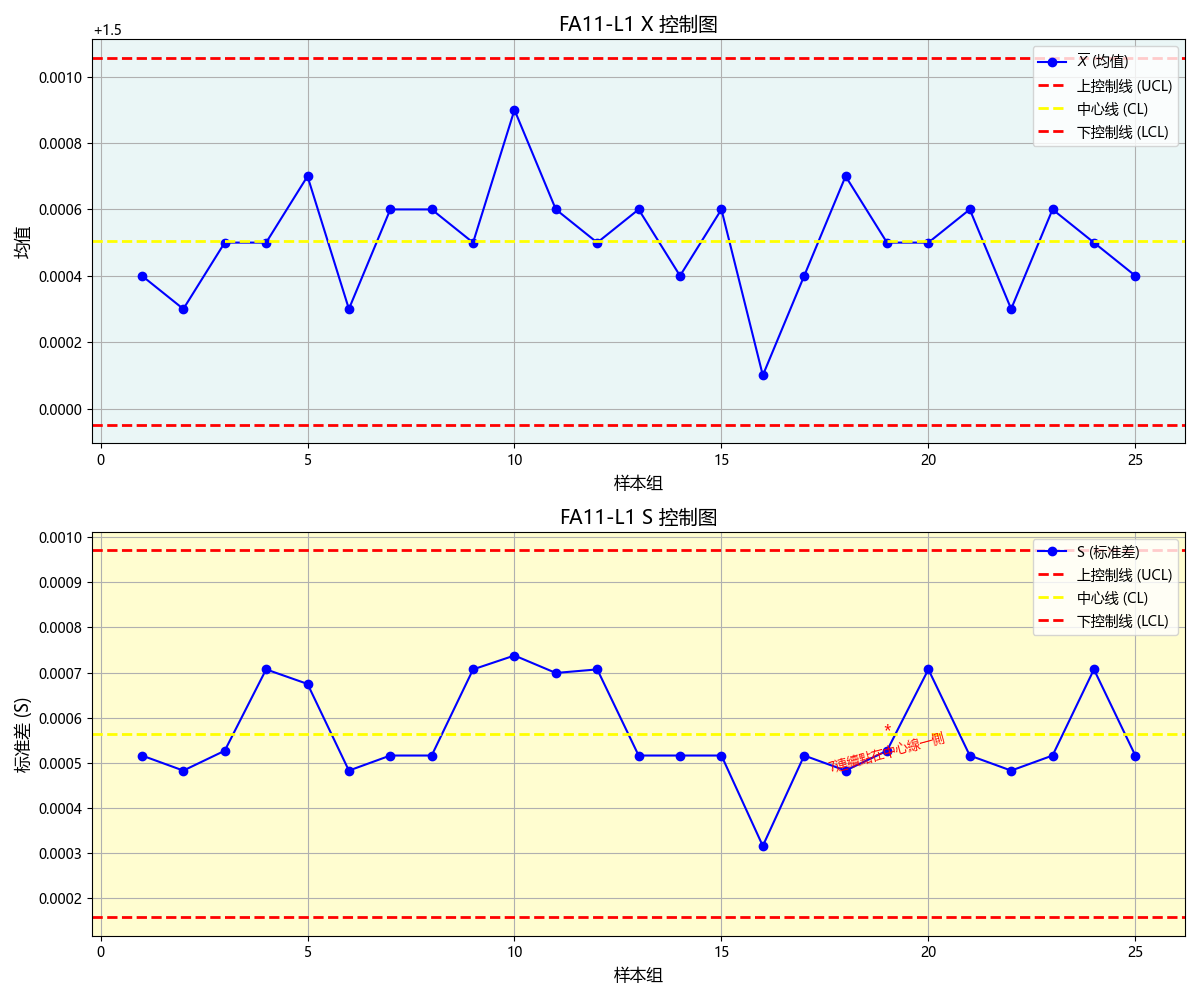 FA11-L1 X 控制图
+1.5
0.0010
0.0008
0.0006
0.0004
0.0002
0.0000
均值
X (均值)
上控制线 (UCL)
中心线 (CL)
下控制线 (LCL)
0 5 10 15 20 25
样本组
FA11-L1 S 控制图
0.0010
0.0009
0.0008
0.0007
0.0006
0.0005
0.0004
0.0003
0.0002
标准差 (S)
S (标准差)
上控制线 (UCL)
中心线 (CL)
下控制线 (LCL)
*
7連續點在中心線一側
0 5 10 15 20 25
样本组